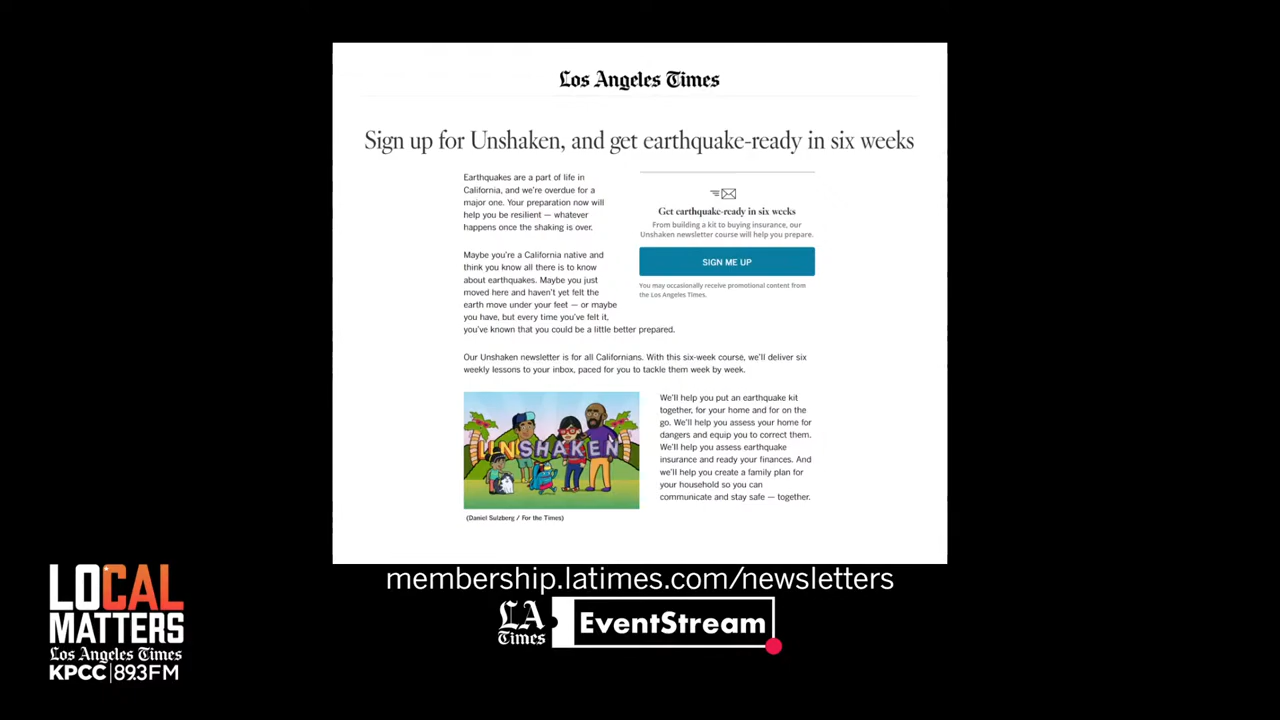 Los Angeles Times
Sign up for Unshaken, and get earthquake-ready in six weeks
Earthquakes are a part of life in
California, and we're overdue for a
major one. Your preparation now will
help you be resilient — whatever
happens once the shaking is over.
Maybe you're a California native and
think you know all there is to know
about earthquakes. Maybe you just
moved here and haven't yet felt the
earth move under your feet — or maybe
you have, but every time you've felt it,
you've known that you could be a little better prepared.
Get earthquake-ready in six weeks
From building a kit to buying insurance, our
Unshaken newsletter course will help you prepare.
SIGN ME UP
You may occasionally receive promotional content from
the Los Angeles Times.
Our Unshaken newsletter is for all Californians. With this six-week course, we'll deliver six
weekly lessons to your inbox, paced for you to tackle them week by week.
UNSHAKEN
(Daniel Sulzberg / For the Times)
We'll help you put an earthquake kit
together, for your home and for on the
go. We'll help you assess your home for
dangers and equip you to correct them.
We'll help you assess earthquake
insurance and ready your finances. And
we'll help you create a family plan for
your household so you can
communicate and stay safe — together.
membership.latimes.com/newsletters
LA
Times
EventStream
LOCAL
MATTERS
Los Angeles Times
KPCC|89.3FM